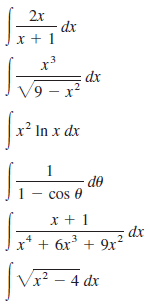 ∫ 2x/(x + 1) dx
∫ x³/√(9 − x²) dx
∫ x² ln x dx
∫ 1/(1 − cos θ) dθ
∫ (x + 1)/(x⁴ + 6x³ + 9x²) dx
∫ √(x² − 4) dx